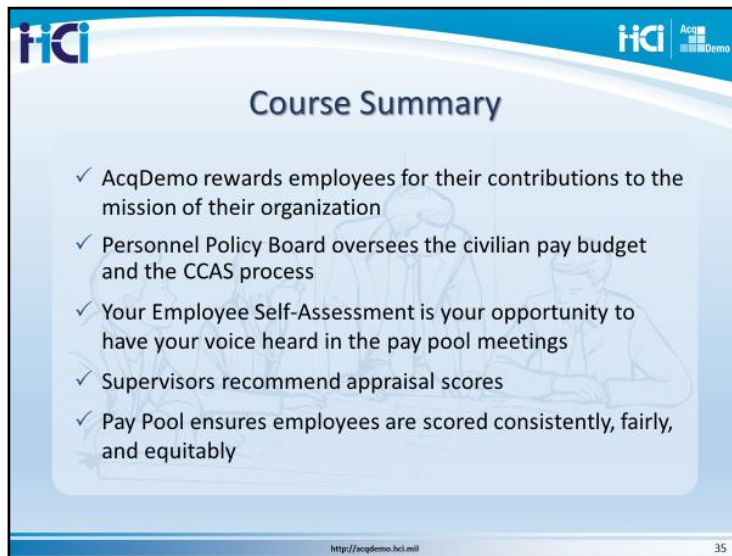 HCi
HCi Acq
Demo
Course Summary
✓ AcqDemo rewards employees for their contributions to the
mission of their organization
✓ Personnel Policy Board oversees the civilian pay budget
and the CCAS process
✓ Your Employee Self-Assessment is your opportunity to
have your voice heard in the pay pool meetings
✓ Supervisors recommend appraisal scores
✓ Pay Pool ensures employees are scored consistently, fairly,
and equitably
http://acqdemo.hci.mil 35